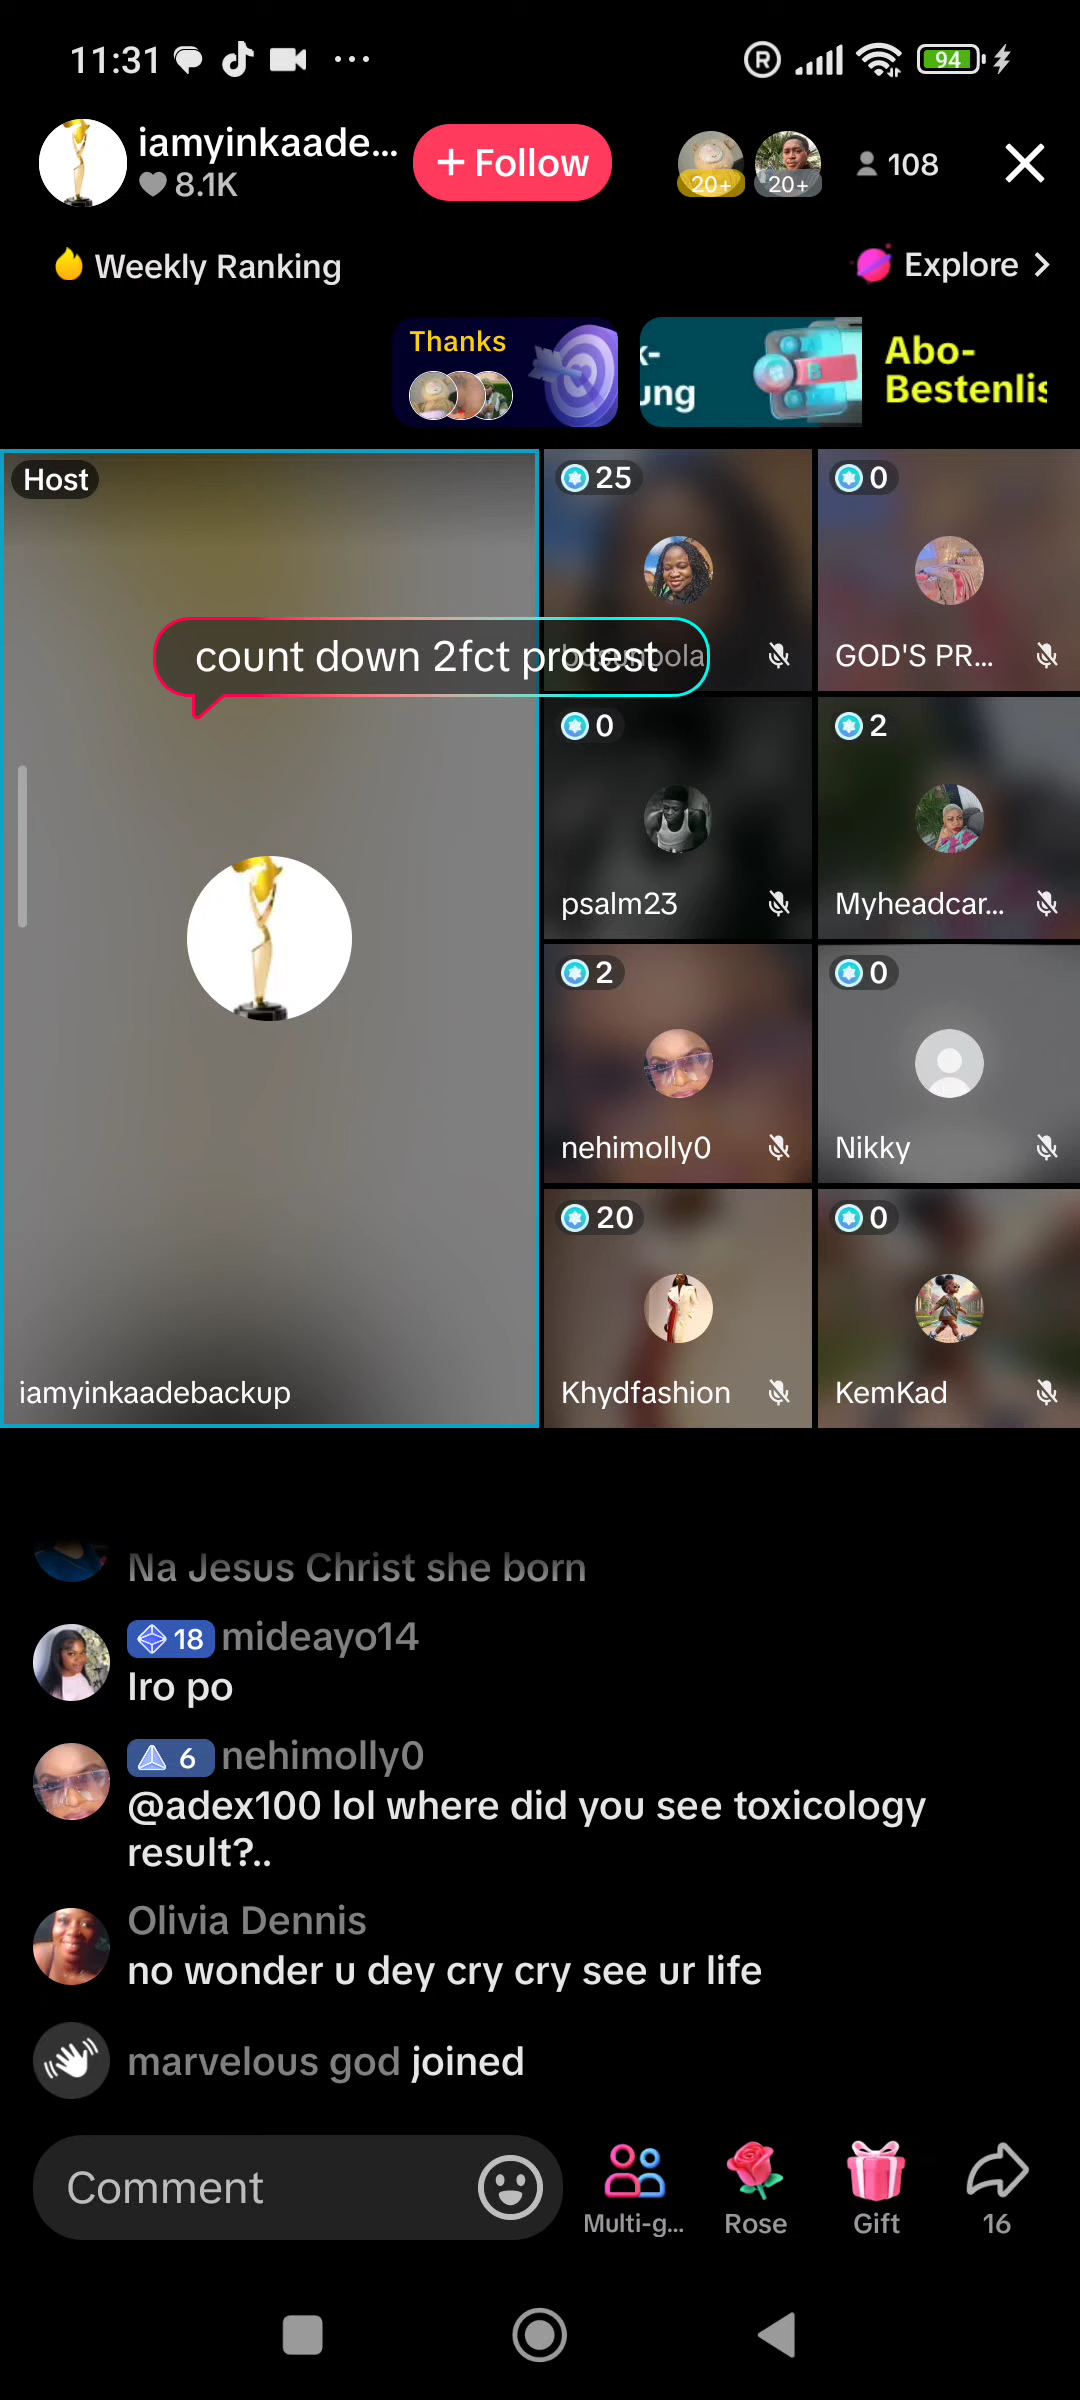 11:31
94
iamyinkaade...
8.1K
+ Follow
20+
20+
108
Weekly Ranking
Explore
Thanks
k-
ung
Abo-
Bestenlis
Host
count down 2fct protest
iamyinkaadebackup
25
0
GOD'S PR...
0
psalm23
2
Myheadcar...
2
nehimolly0
0
Nikky
20
Khydfashion
0
KemKad
Na Jesus Christ she born
18 mideayo14
Iro po
6 nehimolly0
@adex100 lol where did you see toxicology
result?..
Olivia Dennis
no wonder u dey cry cry see ur life
marvelous god joined
Comment
Multi-g...
Rose
Gift
16